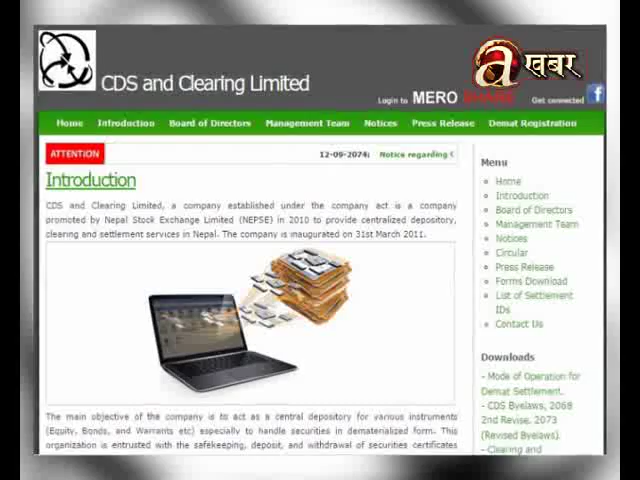 CDS and Clearing Limited
a खबर
Login to MERO SHARE
Get connected f
Home Introduction Board of Directors Management Team Notices Press Release Demat Registration
ATTENTION
12-09-2074: Notice regarding
Introduction
CDS and Clearing Limited, a company established under the company act is a company
promoted by Nepal Stock Exchange Limited (NEPSE) in 2010 to provide centralized depository,
clearing and settlement services in Nepal. The company is inaugurated on 31st March 2011.
The main objective of the company is to act as a central depository for various instruments
(Equity, Bonds, and Warrants etc) especially to handle securities in dematerialized form. This
organization is entrusted with the safekeeping, deposit, and withdrawal of securities certificates
Menu
Home
Introduction
Board of Directors
Management Team
Notices
Circular
Press Release
Forms Download
List of Settlement
IDs
Contact Us
Downloads
- Mode of Operation for
Demat Settlement.
- CDS Byelaws, 2068
2nd Revise, 2073
(Revised Byelaws).
- Clearing and